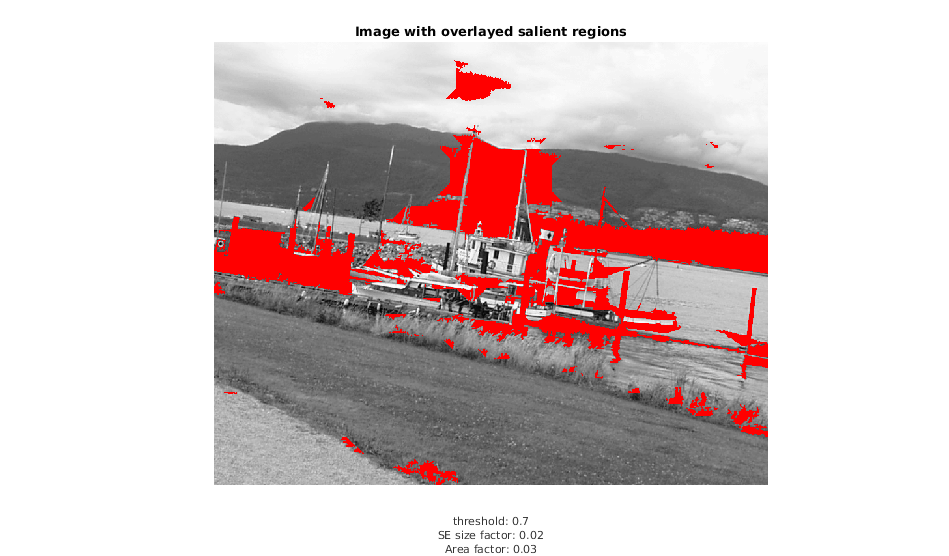 Image with overlayed salient regions
threshold: 0.7
SE size factor: 0.02
Area factor: 0.03